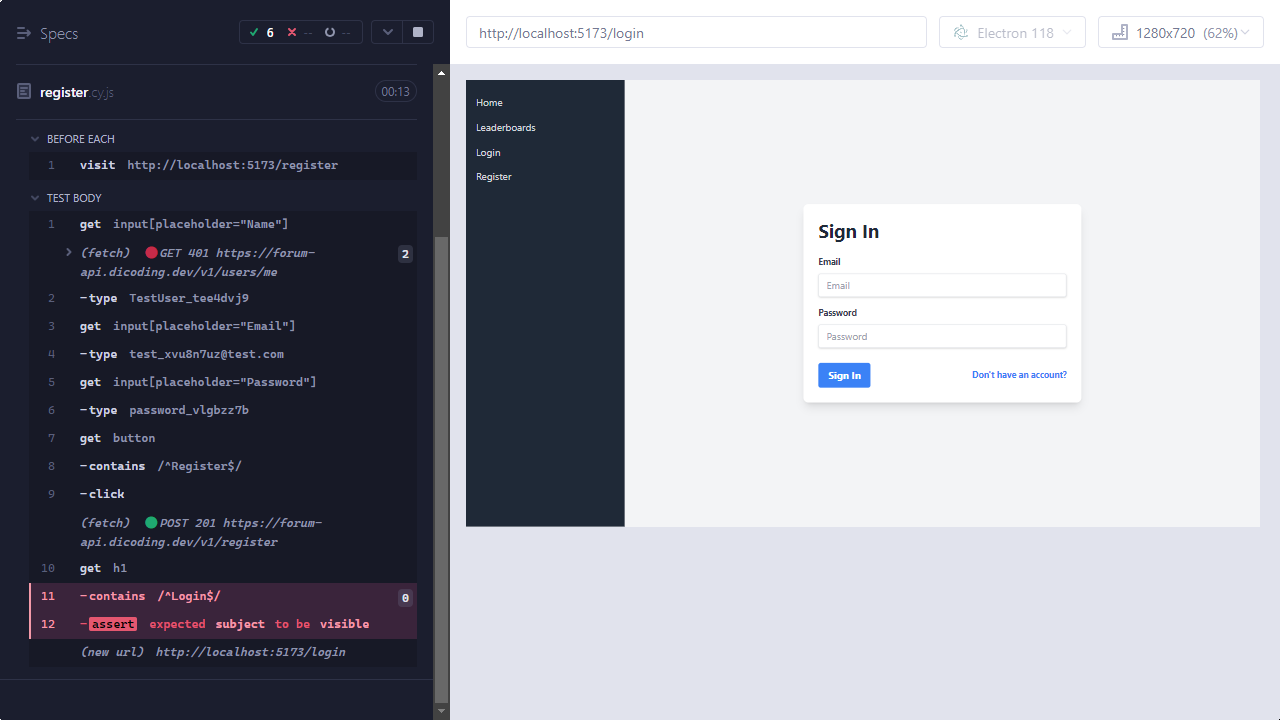 Specs
6
--
--
register.cy.js
00:13
BEFORE EACH
1 visit http://localhost:5173/register
TEST BODY
1 get input[placeholder="Name"]
(fetch) GET 401 https://forum-
api.dicoding.dev/v1/users/me
2
2 -type TestUser_tee4dvj9
3 get input[placeholder="Email"]
4 -type test_xvu8n7uz@test.com
5 get input[placeholder="Password"]
6 -type password_vlgbzz7b
7 get button
8 -contains /^Register$/
9 -click
(fetch) POST 201 https://forum-
api.dicoding.dev/v1/register
10 get h1
11 -contains /^Login$/ 0
12 -assert expected subject to be visible
(new url) http://localhost:5173/login
http://localhost:5173/login
Electron 118
1280x720 (62%)
Home
Leaderboards
Login
Register
Sign In
Email
Email
Password
Password
Sign In
Don't have an account?